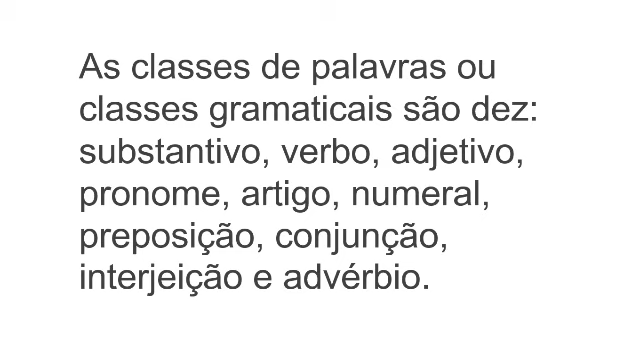 As classes de palavras ou
classes gramaticais são dez:
substantivo, verbo, adjetivo,
pronome, artigo, numeral,
preposição, conjunção,
interjeição e advérbio.